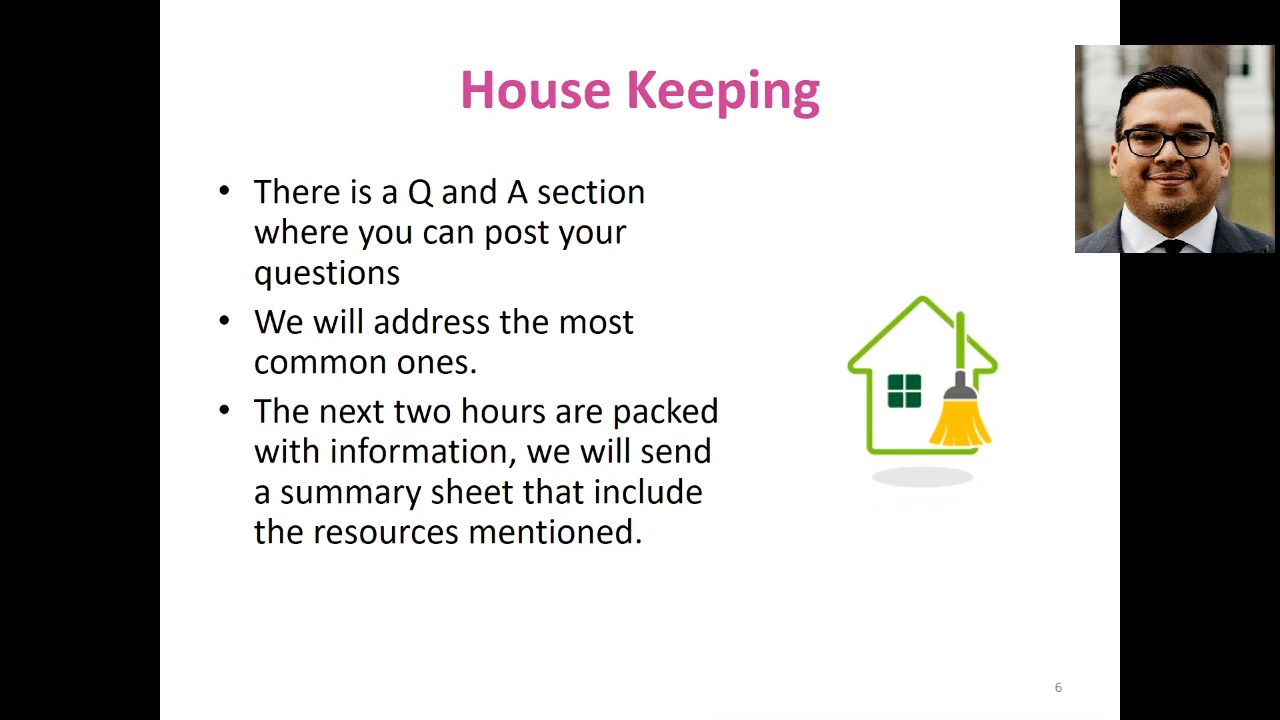 House Keeping
• There is a Q and A section
where you can post your
questions
• We will address the most
common ones.
• The next two hours are packed
with information, we will send
a summary sheet that include
the resources mentioned.
6